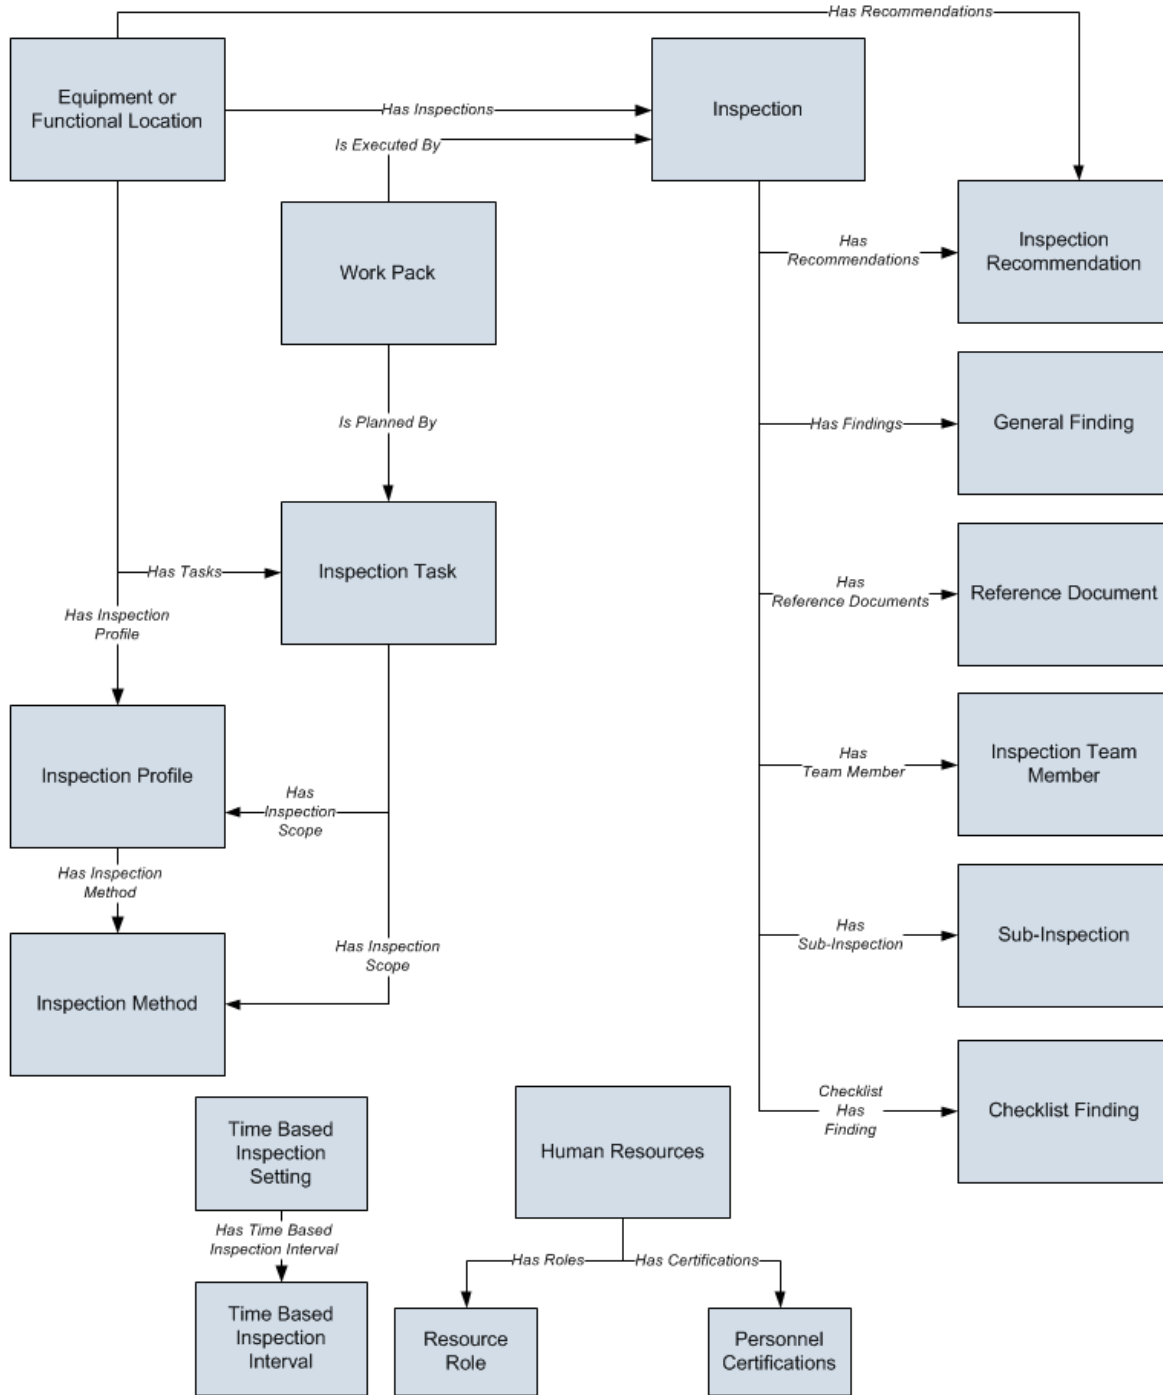 Has Recommendations
Equipment or
Functional Location
Has Inspections
Inspection
Is Executed By
Work Pack
Has
Recommendations
Inspection
Recommendation
Is Planned By
Has Findings
General Finding
Has Tasks
Inspection Task
Has
Reference Documents
Reference Document
Has Inspection
Profile
Inspection Profile
Has
Inspection
Scope
Has
Team Member
Inspection Team
Member
Has Inspection
Method
Has Inspection
Scope
Has
Sub-Inspection
Sub-Inspection
Inspection Method
Checklist
Has
Finding
Checklist Finding
Time Based
Inspection
Setting
Human Resources
Has Time Based
Inspection Interval
Has Roles
Has Certifications
Time Based
Inspection
Interval
Resource
Role
Personnel
Certifications